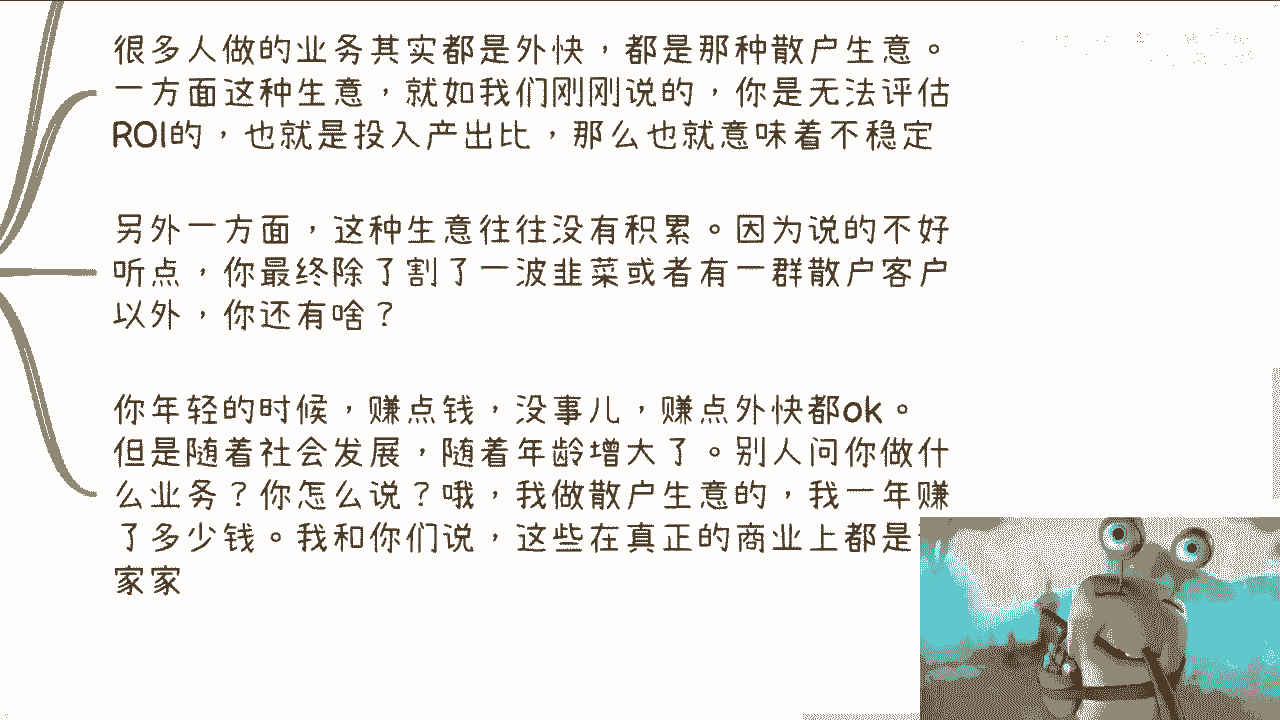 很多人做的业务其实都是外快，都是那种散户生意。
一方面这种生意，就如我们刚刚说的，你是无法评估
ROI的，也就是投入产出比，那么也就意味着不稳定
另外一方面，这种生意往往没有积累。因为说的不好
听点，你最终除了割了一波韭菜或者有一群散户客户
以外，你还有啥？
你年轻的时候，赚点钱，没事儿，赚点外快都ok。
但是随着社会发展，随着年龄增大了。别人问你做什
么业务？你怎么说？哦，我做散户生意的，我一年赚
了多少钱。我和你们说，这些在真正的商业上都是
家家